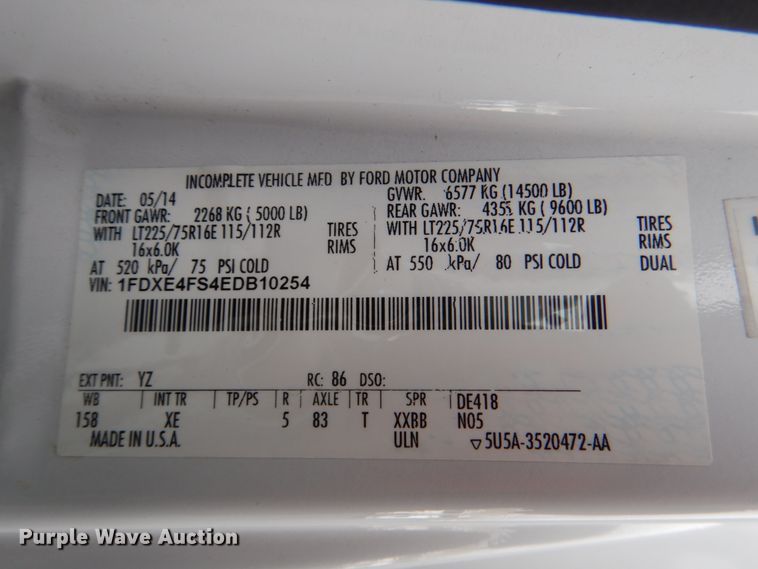 INCOMPLETE VEHICLE MFD BY FORD MOTOR COMPANY
DATE: 05/14 GVWR: 6577 KG (14500 LB)
FRONT GAWR: 2268 KG ( 5000 LB) REAR GAWR: 4355 KG ( 9600 LB)
WITH LT225/75R16E 115/112R TIRES WITH LT225/75R16E 115/112R TIRES
16x6.0K RIMS 16x6.0K RIMS
AT 520 kPa/ 75 PSI COLD AT 550 kPa/ 80 PSI COLD DUAL
VIN: 1FDXE4FS4EDB10254
EXT PNT: YZ RC: 86 DSO:
WB INT TR TP/PS R AXLE TR SPR DE418
158 XE 5 83 T XXBB N05
MADE IN U.S.A. ULN ▽5U5A-3520472-AA
Purple Wave Auction